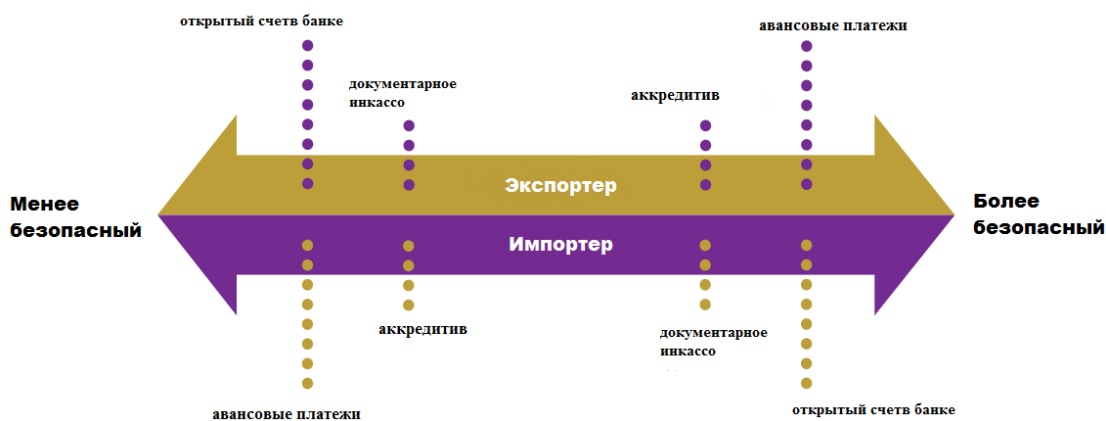 открытый счетв банке
авансовые платежи
документарное
инкассо
аккредитив
Экспортер
Менее
безопасный
Более
безопасный
Импортер
аккредитив
документарное
инкассо
авансовые платежи
открытый счетв банке